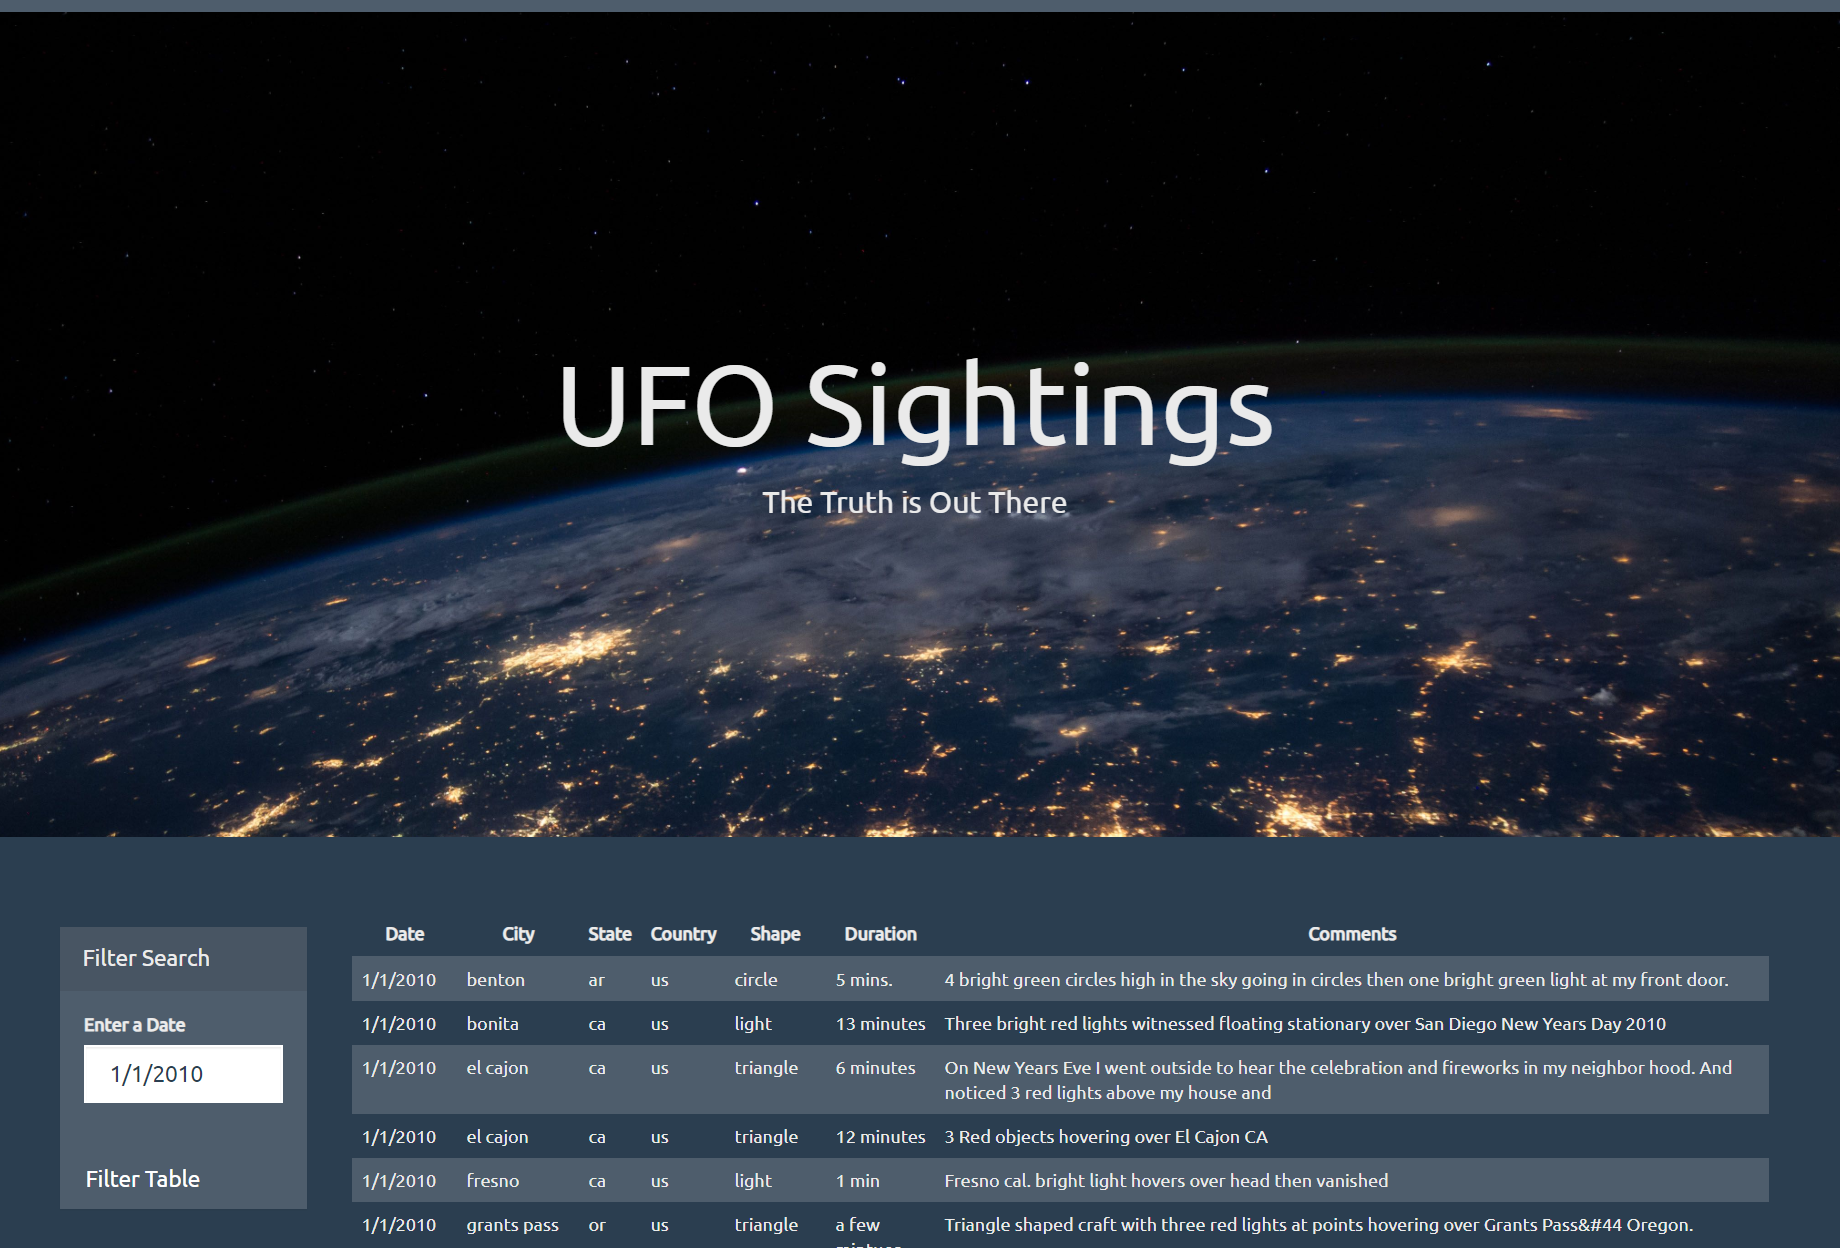 UFO Sightings
The Truth is Out There
Filter Search
Enter a Date
1/1/2010
Filter Table
Date City State Country Shape Duration Comments
1/1/2010 benton ar us circle 5 mins. 4 bright green circles high in the sky going in circles then one bright green light at my front door.
1/1/2010 bonita ca us light 13 minutes Three bright red lights witnessed floating stationary over San Diego New Years Day 2010
1/1/2010 el cajon ca us triangle 6 minutes On New Years Eve I went outside to hear the celebration and fireworks in my neighbor hood. And
noticed 3 red lights above my house and
1/1/2010 el cajon ca us triangle 12 minutes 3 Red objects hovering over El Cajon CA
1/1/2010 fresno ca us light 1 min Fresno cal. bright light hovers over head then vanished
1/1/2010 grants pass or us triangle a few Triangle shaped craft with three red lights at points hovering over Grants Pass&#44 Oregon.